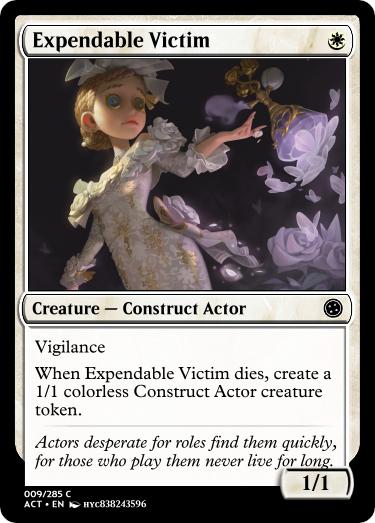 Expendable Victim
Creature — Construct Actor
Vigilance
When Expendable Victim dies, create a
1/1 colorless Construct Actor creature
token.
Actors desperate for roles find them quickly,
for those who play them never live for long.
1/1
009/285 C
ACT • EN HYC838243596